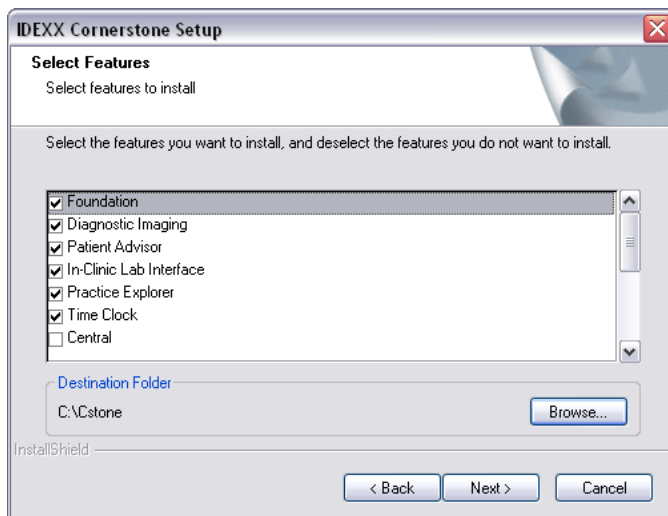 IDEXX Cornerstone Setup
Select Features
Select features to install
Select the features you want to install, and deselect the features you do not want to install.
Foundation
Diagnostic Imaging
Patient Advisor
In-Clinic Lab Interface
Practice Explorer
Time Clock
Central
Destination Folder
C:\Cstone
Browse...
InstallShield
< Back
Next >
Cancel